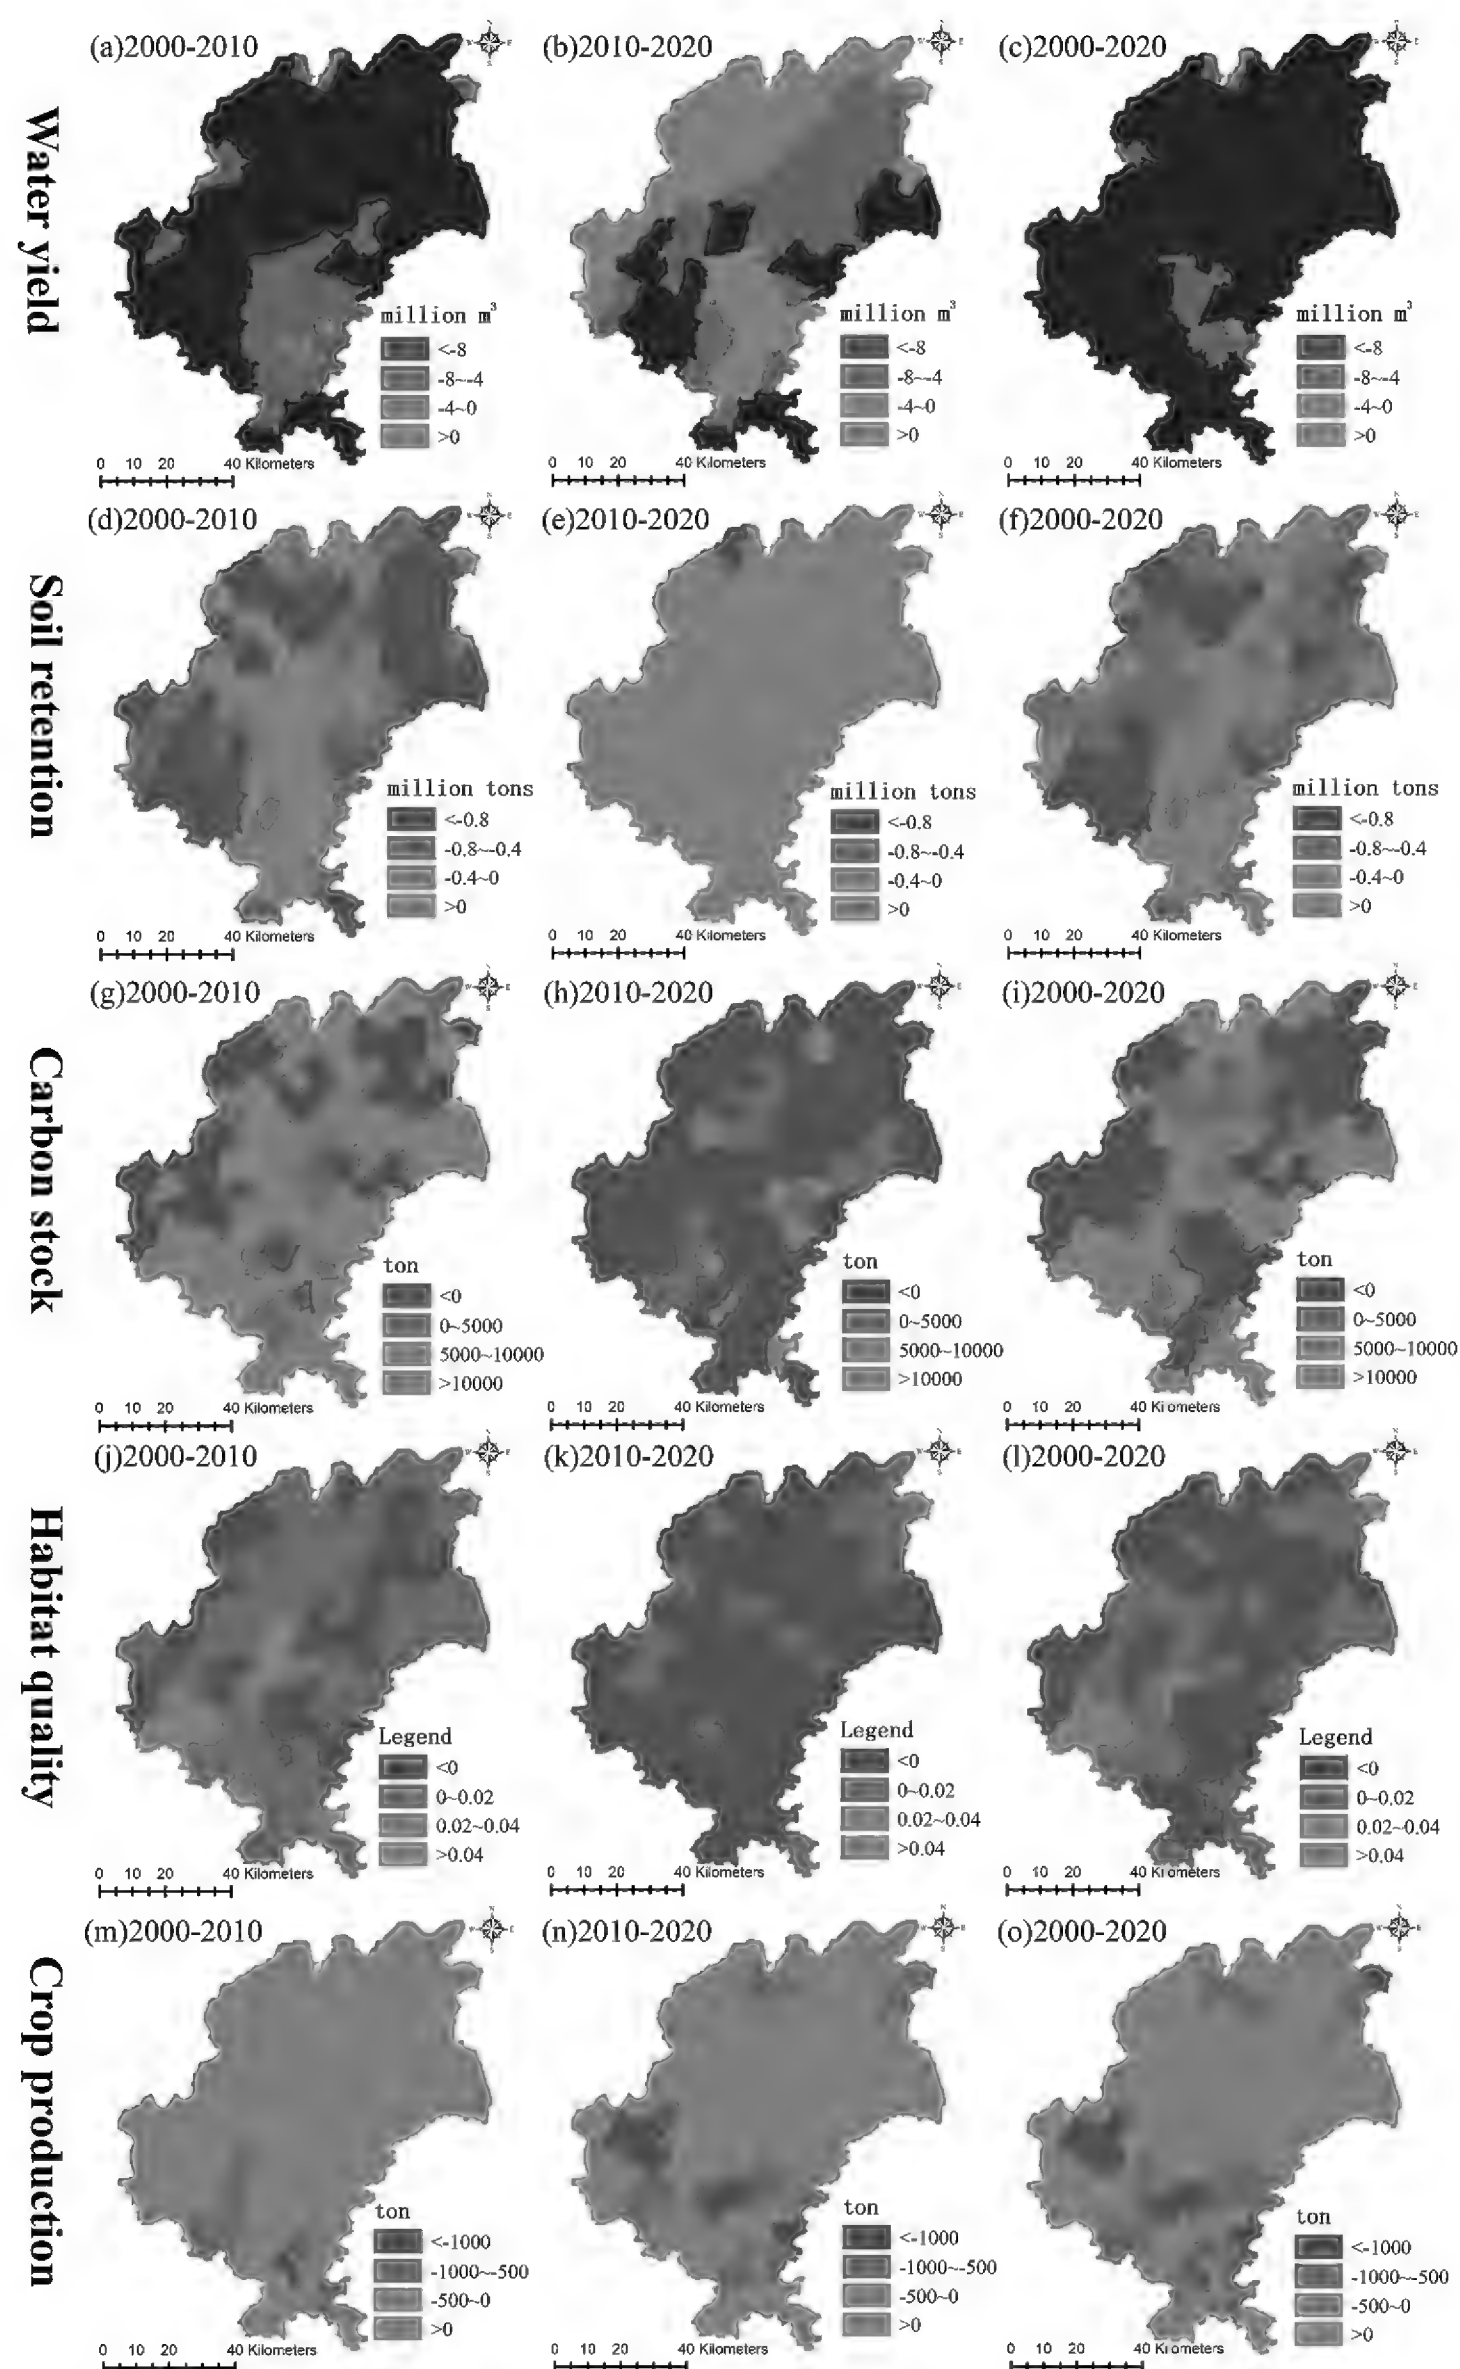 Water yield
(a)2000-2010
million m³
<-8
-8~-4
-4~0
>0
0 10 20 40 Kilometers
(b)2010-2020
million m³
<-8
-8~-4
-4~0
>0
0 10 20 40 Kilometers
(c)2000-2020
million m³
<-8
-8~-4
-4~0
>0
0 10 20 40 Kilometers
Soil retention
(d)2000-2010
million tons
<-0.8
-0.8~-0.4
-0.4~0
>0
0 10 20 40 Kilometers
(e)2010-2020
million tons
<-0.8
-0.8~-0.4
-0.4~0
>0
0 10 20 40 Kilometers
(f)2000-2020
million tons
<-0.8
-0.8~-0.4
-0.4~0
>0
0 10 20 40 Kilometers
Carbon stock
(g)2000-2010
ton
<0
0~5000
5000~10000
>10000
0 10 20 40 Kilometers
(h)2010-2020
ton
<0
0~5000
5000~10000
>10000
0 10 20 40 Kilometers
(i)2000-2020
ton
<0
0~5000
5000~10000
>10000
0 10 20 40 Kilometers
Habitat quality
(j)2000-2010
Legend
<0
0~0.02
0.02~0.04
>0.04
0 10 20 40 Kilometers
(k)2010-2020
Legend
<0
0~0.02
0.02~0.04
>0.04
0 10 20 40 Kilometers
(l)2000-2020
Legend
<0
0~0.02
0.02~0.04
>0.04
0 10 20 40 Kilometers
Crop production
(m)2000-2010
ton
<-1000
-1000~-500
-500~0
>0
0 10 20 40 Kilometers
(n)2010-2020
ton
<-1000
-1000~-500
-500~0
>0
0 10 20 40 Kilometers
(o)2000-2020
ton
<-1000
-1000~-500
-500~0
>0
0 10 20 40 Kilometers